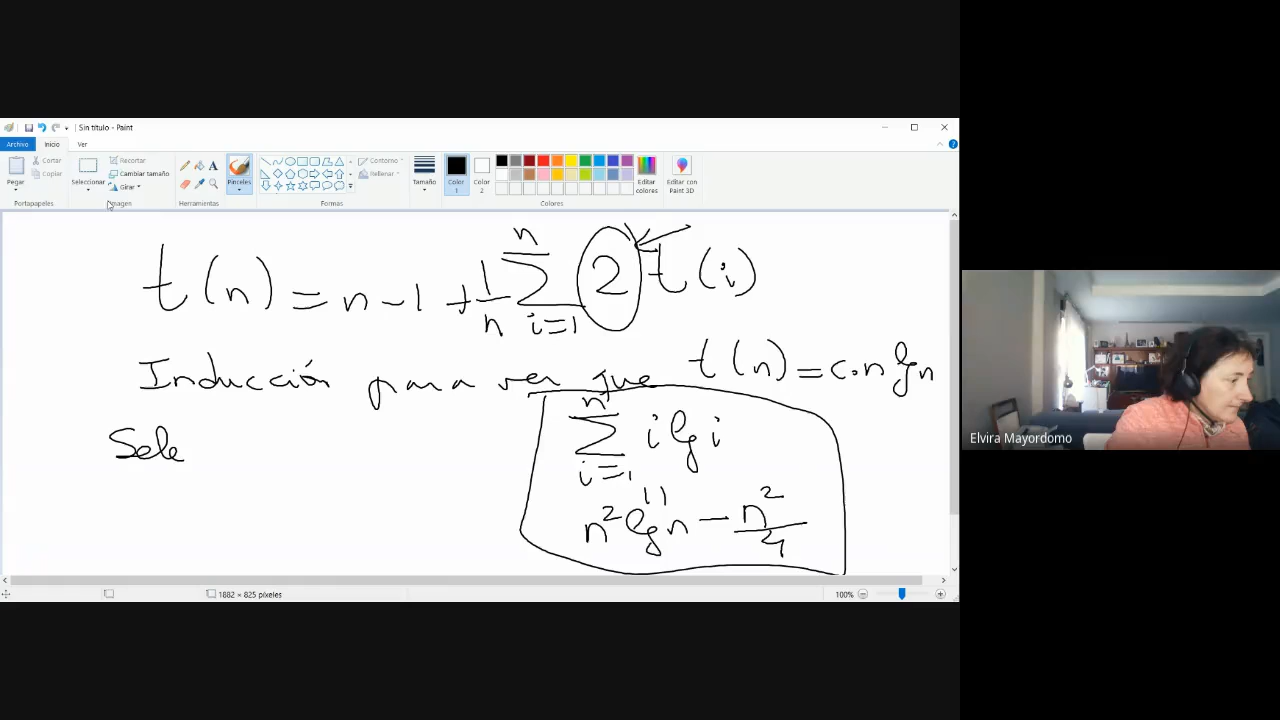 Sin título - Paint
Archivo Inicio Ver
Pegar Cortar Copiar Seleccionar Recortar Cambiar tamaño Girar A Pinceles Contorno Rellenar Tamaño Color 1 Color 2 Editar colores Editar con Paint 3D
Portapapeles Imagen Herramientas Formas Colores
t(n) = n - 1 + 1/n ∑_{i=1}^{n} 2 t(i)
Inducción para ver que t(n) = c·n lg n
∑_{i=1}^{n} i lg i
Sele
=
n² lg n - n²/4
Elvira Mayordomo
1882 × 825 píxeles 100%